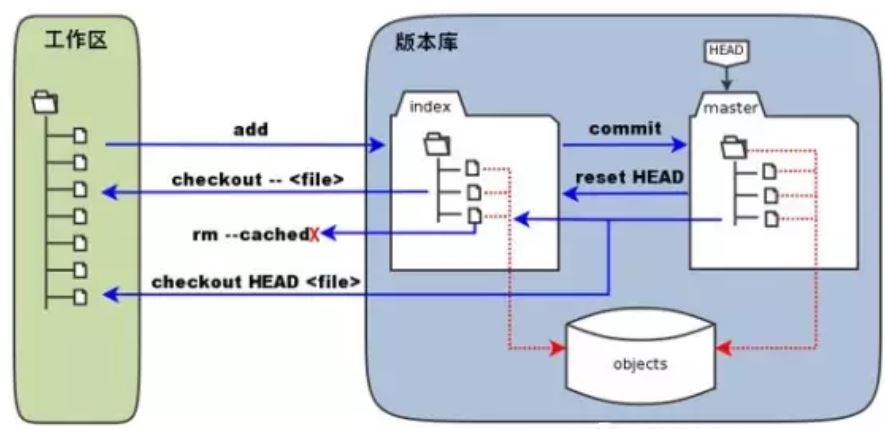 工作区
版本库
HEAD
index
master
add
commit
checkout -- <file>
reset HEAD
rm --cached
X
checkout HEAD <file>
objects